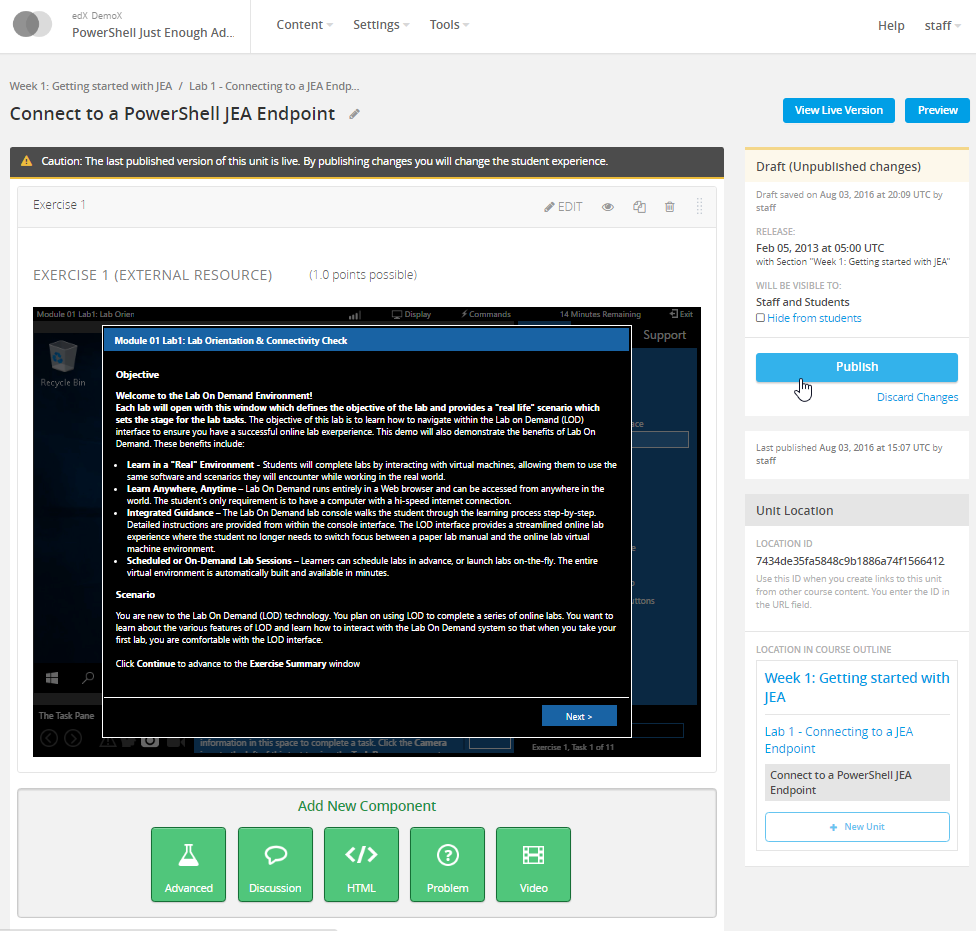 edX DemoX
PowerShell Just Enough Ad...
Content
Settings
Tools
Help
staff
Week 1: Getting started with JEA / Lab 1 - Connecting to a JEA Endp...
Connect to a PowerShell JEA Endpoint
View Live Version
Preview
Caution: The last published version of this unit is live. By publishing changes you will change the student experience.
Exercise 1
EDIT
EXERCISE 1 (EXTERNAL RESOURCE)
(1.0 points possible)
Module 01 Lab1: Lab Orien
Display
Commands
14 Minutes Remaining
Exit
Support
Recycle Bin
Module 01 Lab1: Lab Orientation & Connectivity Check
Objective
Welcome to the Lab On Demand Environment!
Each lab will open with this window which defines the objective of the lab and provides a "real life" scenario which
sets the stage for the lab tasks. The objective of this lab is to learn how to navigate within the Lab on Demand (LOD)
interface to ensure you have a successful online lab exerperience. This demo will also demonstrate the benefits of Lab On
Demand. These benefits include:
• Learn in a "Real" Environment - Students will complete labs by interacting with virtual machines, allowing them to use the
same software and scenarios they will encounter while working in the real world.
• Learn Anywhere, Anytime – Lab On Demand runs entirely in a Web browser and can be accessed from anywhere in the
world. The student's only requirement is to have a computer with a hi-speed internet connection.
• Integrated Guidance – The Lab On Demand lab console walks the student through the learning process step-by-step.
Detailed instructions are provided from within the console interface. The LOD interface provides a streamlined online lab
experience where the student no longer needs to switch focus between a paper lab manual and the online lab virtual
machine environment.
• Scheduled or On-Demand Lab Sessions – Learners can schedule labs in advance, or launch labs on-the-fly. The entire
virtual environment is automatically built and available in minutes.
Scenario
You are new to the Lab On Demand (LOD) technology. You plan on using LOD to complete a series of online labs. You want to
learn about the various features of LOD and learn how to interact with the Lab On Demand system so that when you take your
first lab, you are comfortable with the LOD interface.
Click Continue to advance to the Exercise Summary window
Next >
The Task Pane
information in this space to complete a task. Click the Camera
Exercise 1, Task 1 of 11
Add New Component
Advanced
Discussion
HTML
Problem
Video
Draft (Unpublished changes)
Draft saved on Aug 03, 2016 at 20:09 UTC by
staff
RELEASE:
Feb 05, 2013 at 05:00 UTC
with Section "Week 1: Getting started with JEA"
WILL BE VISIBLE TO:
Staff and Students
Hide from students
Publish
Discard Changes
Last published Aug 03, 2016 at 15:07 UTC by
staff
Unit Location
LOCATION ID
7434de35fa5848c9b1886a74f1566412
Use this ID when you create links to this unit
from other course content. You enter the ID in
the URL field.
LOCATION IN COURSE OUTLINE
Week 1: Getting started with
JEA
Lab 1 - Connecting to a JEA
Endpoint
Connect to a PowerShell JEA
Endpoint
+ New Unit